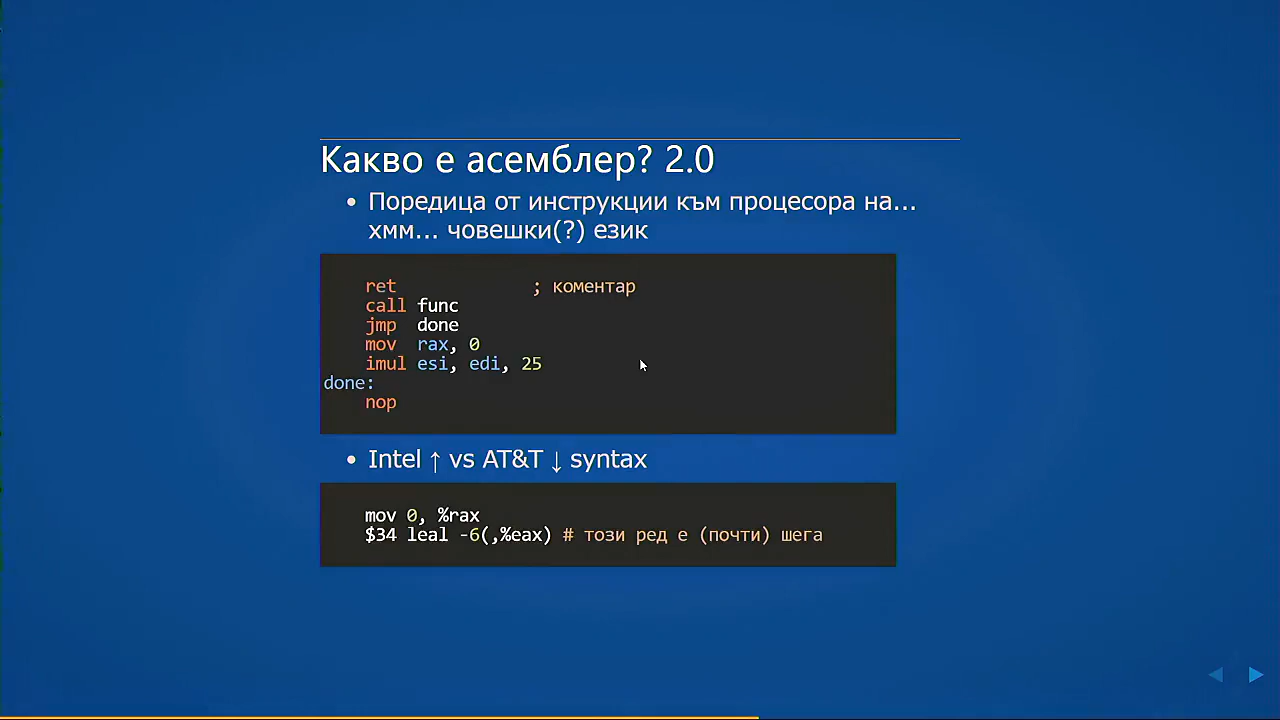 Какво е асемблер? 2.0
• Поредица от инструкции към процесора на...
хмм... човешки(?) език
ret ; коментар
call func
jmp done
mov rax, 0
imul esi, edi, 25
done:
nop
• Intel ↑ vs AT&T ↓ syntax
mov 0, %rax
$34 leal -6(,%eax) # този ред е (почти) шега